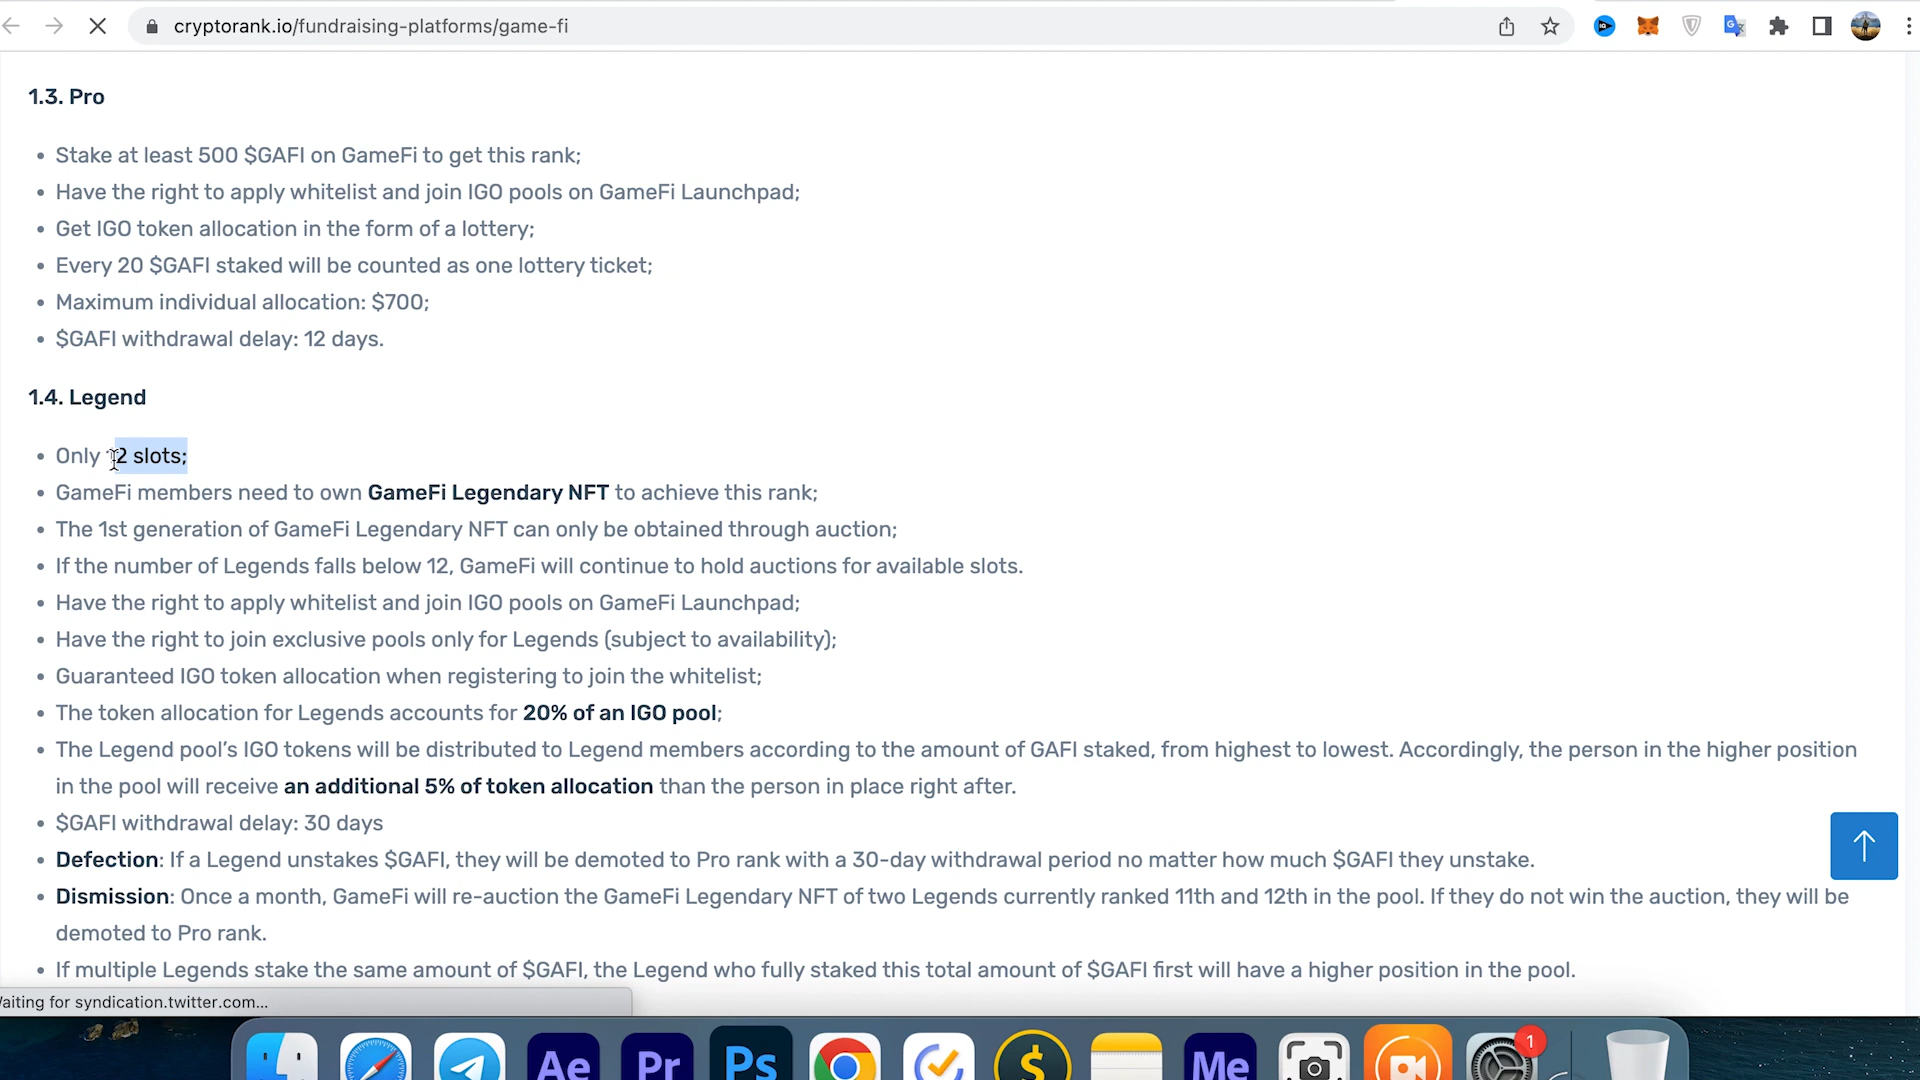 cryptorank.io/fundraising-platforms/game-fi
1.3. Pro
Stake at least 500 $GAFI on GameFi to get this rank;
Have the right to apply whitelist and join IGO pools on GameFi Launchpad;
Get IGO token allocation in the form of a lottery;
Every 20 $GAFI staked will be counted as one lottery ticket;
Maximum individual allocation: $700;
$GAFI withdrawal delay: 12 days.
1.4. Legend
Only 12 slots;
GameFi members need to own GameFi Legendary NFT to achieve this rank;
The 1st generation of GameFi Legendary NFT can only be obtained through auction;
If the number of Legends falls below 12, GameFi will continue to hold auctions for available slots.
Have the right to apply whitelist and join IGO pools on GameFi Launchpad;
Have the right to join exclusive pools only for Legends (subject to availability);
Guaranteed IGO token allocation when registering to join the whitelist;
The token allocation for Legends accounts for 20% of an IGO pool;
The Legend pool's IGO tokens will be distributed to Legend members according to the amount of GAFI staked, from highest to lowest. Accordingly, the person in the higher position
in the pool will receive an additional 5% of token allocation than the person in place right after.
$GAFI withdrawal delay: 30 days
Defection: If a Legend unstakes $GAFI, they will be demoted to Pro rank with a 30-day withdrawal period no matter how much $GAFI they unstake.
Dismission: Once a month, GameFi will re-auction the GameFi Legendary NFT of two Legends currently ranked 11th and 12th in the pool. If they do not win the auction, they will be
demoted to Pro rank.
If multiple Legends stake the same amount of $GAFI, the Legend who fully staked this total amount of $GAFI first will have a higher position in the pool.
aiting for syndication.twitter.com...
Ae Pr Ps $ Me 1